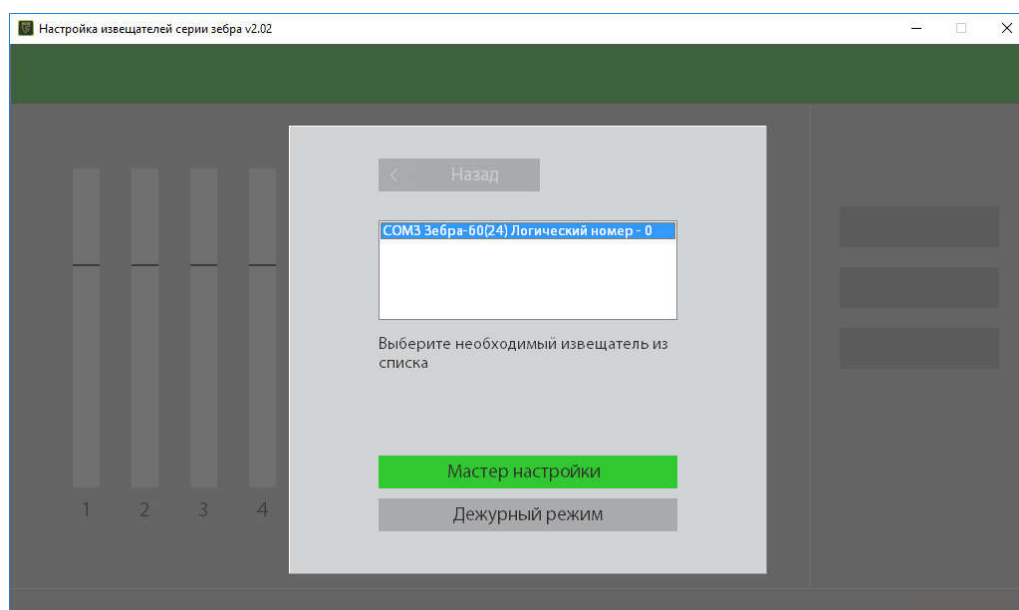 Настройка извещателей серии зебра v2.02
< Назад
COM3 Зебра-60(24) Логический номер - 0
Выберите необходимый извещатель из
списка
Мастер настройки
Дежурный режим
1 2 3 4